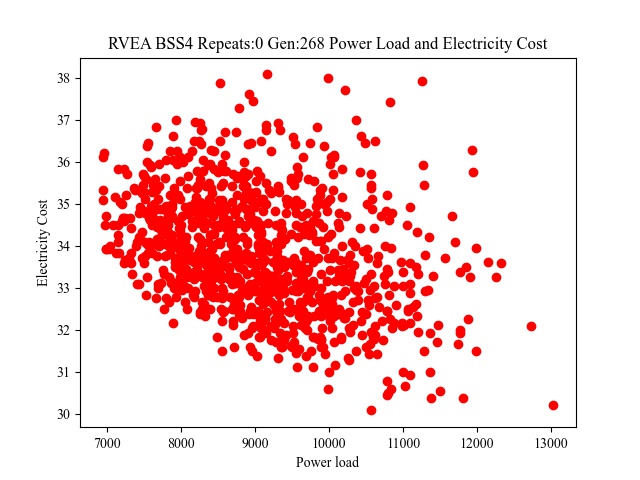 RVEA BSS4 Repeats:0 Gen:268 Power Load and Electricity Cost
38
37
36
35
34
33
32
31
30
Electricity Cost
7000 8000 9000 10000 11000 12000 13000
Power load